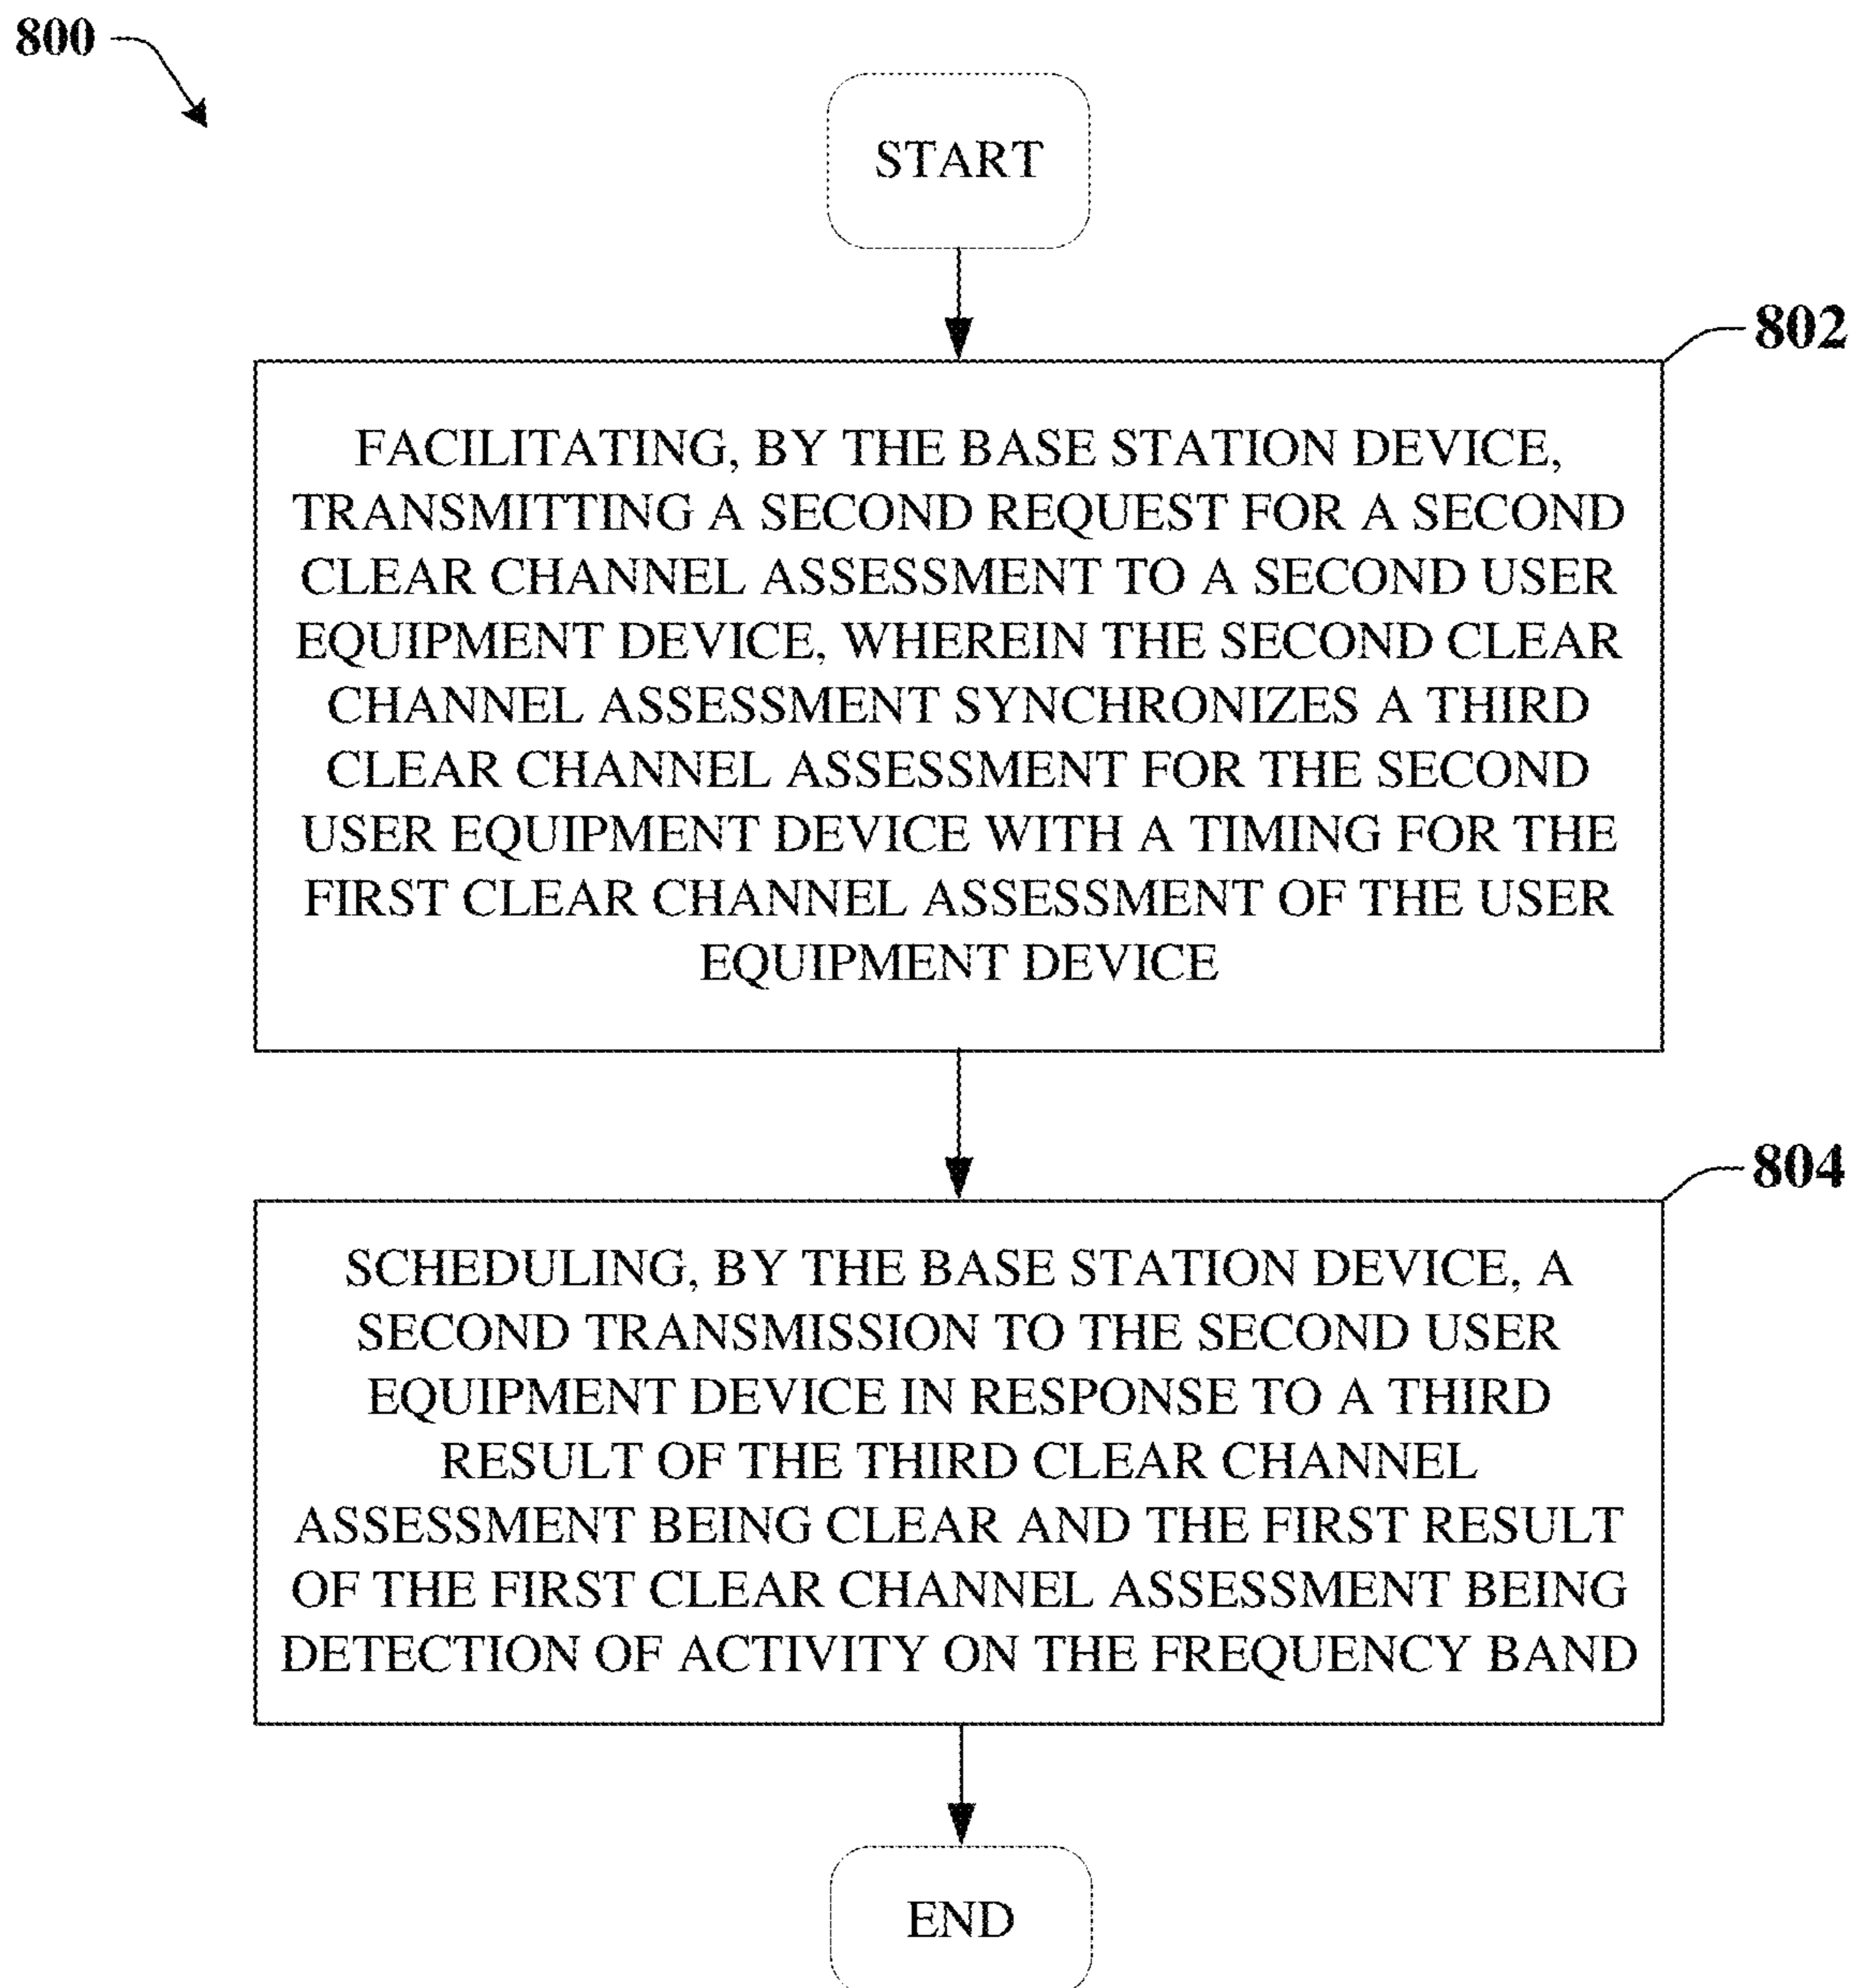 800
START
802
FACILITATING, BY THE BASE STATION DEVICE,
TRANSMITTING A SECOND REQUEST FOR A SECOND
CLEAR CHANNEL ASSESSMENT TO A SECOND USER
EQUIPMENT DEVICE, WHEREIN THE SECOND CLEAR
CHANNEL ASSESSMENT SYNCHRONIZES A THIRD
CLEAR CHANNEL ASSESSMENT FOR THE SECOND
USER EQUIPMENT DEVICE WITH A TIMING FOR THE
FIRST CLEAR CHANNEL ASSESSMENT OF THE USER
EQUIPMENT DEVICE
804
SCHEDULING, BY THE BASE STATION DEVICE, A
SECOND TRANSMISSION TO THE SECOND USER
EQUIPMENT DEVICE IN RESPONSE TO A THIRD
RESULT OF THE THIRD CLEAR CHANNEL
ASSESSMENT BEING CLEAR AND THE FIRST RESULT
OF THE FIRST CLEAR CHANNEL ASSESSMENT BEING
DETECTION OF ACTIVITY ON THE FREQUENCY BAND
END